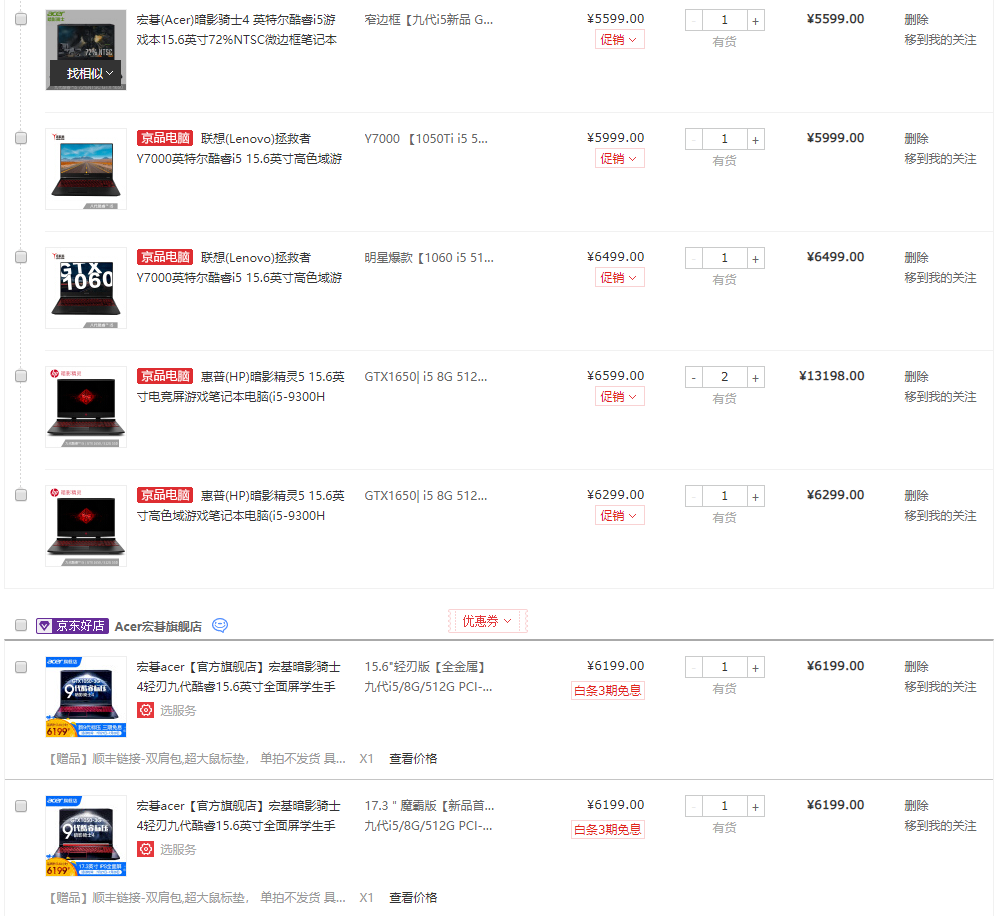 宏碁(Acer)暗影骑士4 英特尔酷睿i5游
戏本15.6英寸72%NTSC微边框笔记本
窄边框【九代i5新品 G...
¥5599.00
促销
- 1 +
有货
¥5599.00
删除
移到我的关注
72% NTSC
找相似
京品电脑 联想(Lenovo)拯救者
Y7000英特尔酷睿i5 15.6英寸高色域游
Y7000 【1050Ti i5 5...
¥5999.00
促销
- 1 +
有货
¥5999.00
删除
移到我的关注
京品电脑 联想(Lenovo)拯救者
Y7000英特尔酷睿i5 15.6英寸高色域游
明星爆款【1060 i5 51...
¥6499.00
促销
- 1 +
有货
¥6499.00
删除
移到我的关注
GTX
1060
京品电脑 惠普(HP)暗影精灵5 15.6英
寸电竞屏游戏笔记本电脑(i5-9300H
GTX1650| i5 8G 512...
¥6599.00
促销
- 2 +
有货
¥13198.00
删除
移到我的关注
京品电脑 惠普(HP)暗影精灵5 15.6英
寸高色域游戏笔记本电脑(i5-9300H
GTX1650| i5 8G 512...
¥6299.00
促销
- 1 +
有货
¥6299.00
删除
移到我的关注
京东好店 Acer宏碁旗舰店
优惠券
宏碁acer【官方旗舰店】宏基暗影骑士
4轻刃九代酷睿15.6英寸全面屏学生手
选服务
15.6"轻刃版【全金属】
九代i5/8G/512G PCI-...
¥6199.00
白条3期免息
- 1 +
有货
¥6199.00
删除
移到我的关注
acer 旗舰店
9代酷睿标压
6199
【赠品】顺丰链接-双肩包,超大鼠标垫， 单拍不发货 具... X1 查看价格
宏碁acer【官方旗舰店】宏基暗影骑士
4轻刃九代酷睿15.6英寸全面屏学生手
选服务
17.3＂魔霸版【新品首...
九代i5/8G/512G PCI-...
¥6199.00
白条3期免息
- 1 +
有货
¥6199.00
删除
移到我的关注
acer 旗舰店
9代酷睿标压
6199
【赠品】顺丰链接-双肩包,超大鼠标垫， 单拍不发货 具... X1 查看价格